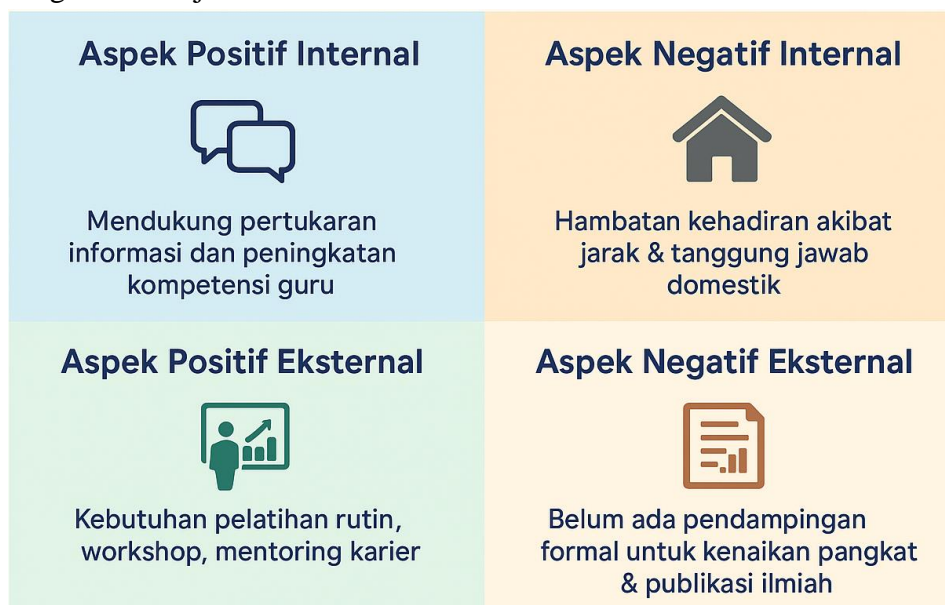 Aspek Positif Internal
Mendukung pertukaran
informasi dan peningkatan
kompetensi guru
Aspek Negatif Internal
Hambatan kehadiran akibat
jarak & tanggung jawab
domestik
Aspek Positif Eksternal
Kebutuhan pelatihan rutin,
workshop, mentoring karier
Aspek Negatif Eksternal
Belum ada pendampingan
formal untuk kenaikan pangkat
& publikasi ilmiah